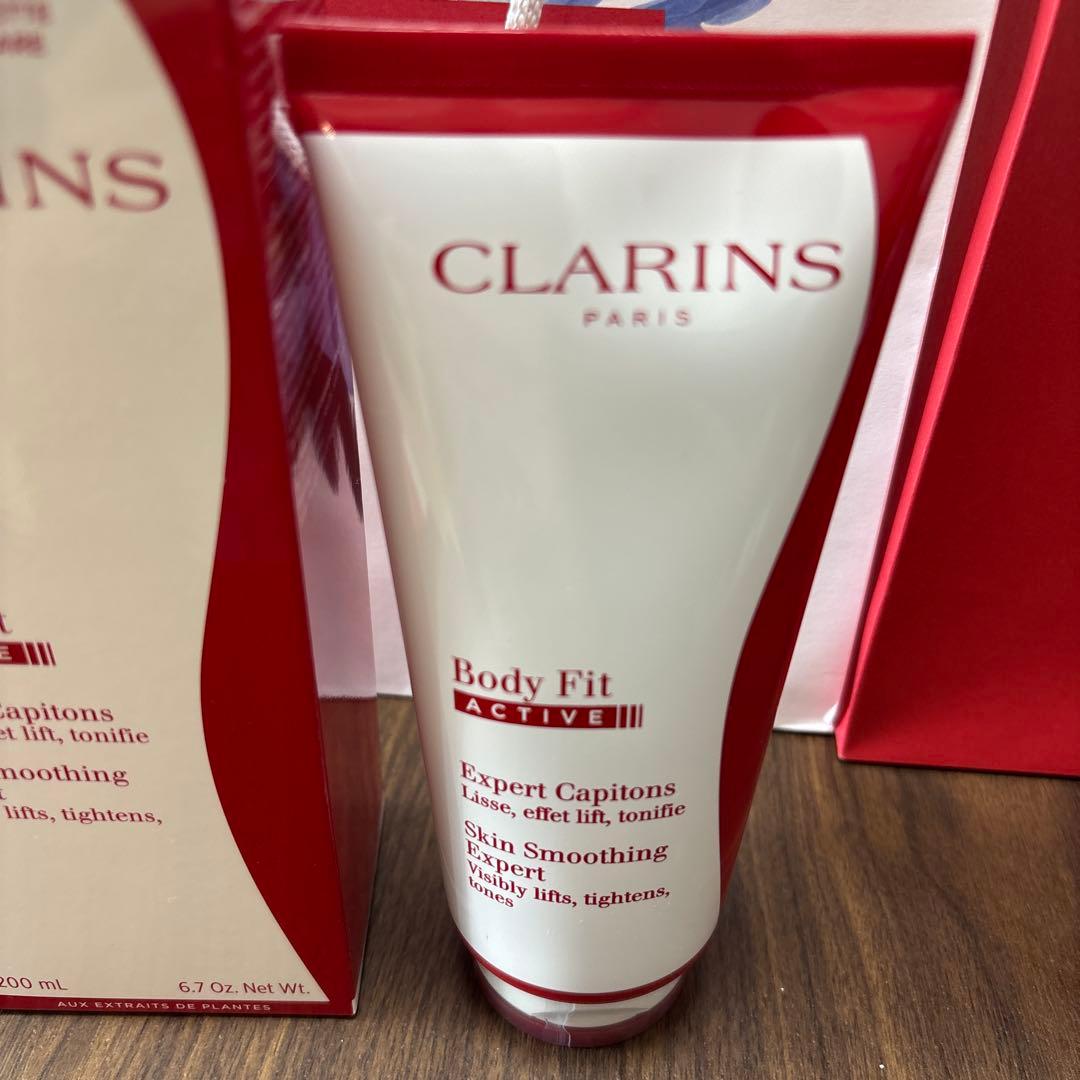 INS
t
E
Capitons
et lift, tonifie
moothing
lifts, tightens,
200 mL
6.7 Oz. Net Wt.
AUX EXTRAITS DE PLANTES
CLARINS
PARIS
Body Fit
ACTIVE
Expert Capitons
Lisse, effet lift, tonifie
Skin Smoothing
Expert
Visibly lifts, tightens,
tones